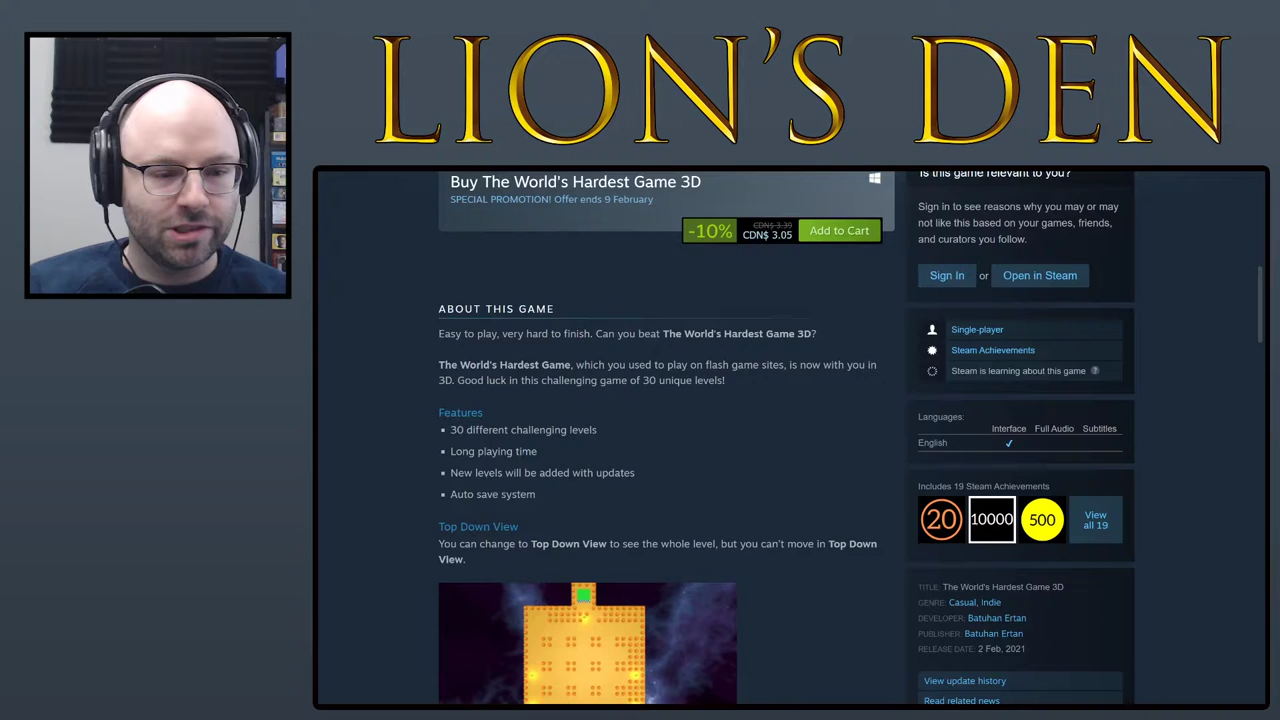 LION'S DEN
Buy The World's Hardest Game 3D
SPECIAL PROMOTION! Offer ends 9 February
-10%
CDN$ 3.39
CDN$ 3.05
Add to Cart
ABOUT THIS GAME
Easy to play, very hard to finish. Can you beat The World's Hardest Game 3D?
The World's Hardest Game, which you used to play on flash game sites, is now with you in
3D. Good luck in this challenging game of 30 unique levels!
Features
30 different challenging levels
Long playing time
New levels will be added with updates
Auto save system
Top Down View
You can change to Top Down View to see the whole level, but you can't move in Top Down
View.
Is this game relevant to you?
Sign in to see reasons why you may or may
not like this based on your games, friends,
and curators you follow.
Sign In or Open in Steam
Single-player
Steam Achievements
Steam is learning about this game ?
Languages:
Interface Full Audio Subtitles
English ✔
Includes 19 Steam Achievements
20
10000
500
View
all 19
TITLE: The World's Hardest Game 3D
GENRE: Casual, Indie
DEVELOPER: Batuhan Ertan
PUBLISHER: Batuhan Ertan
RELEASE DATE: 2 Feb, 2021
View update history
Read related news